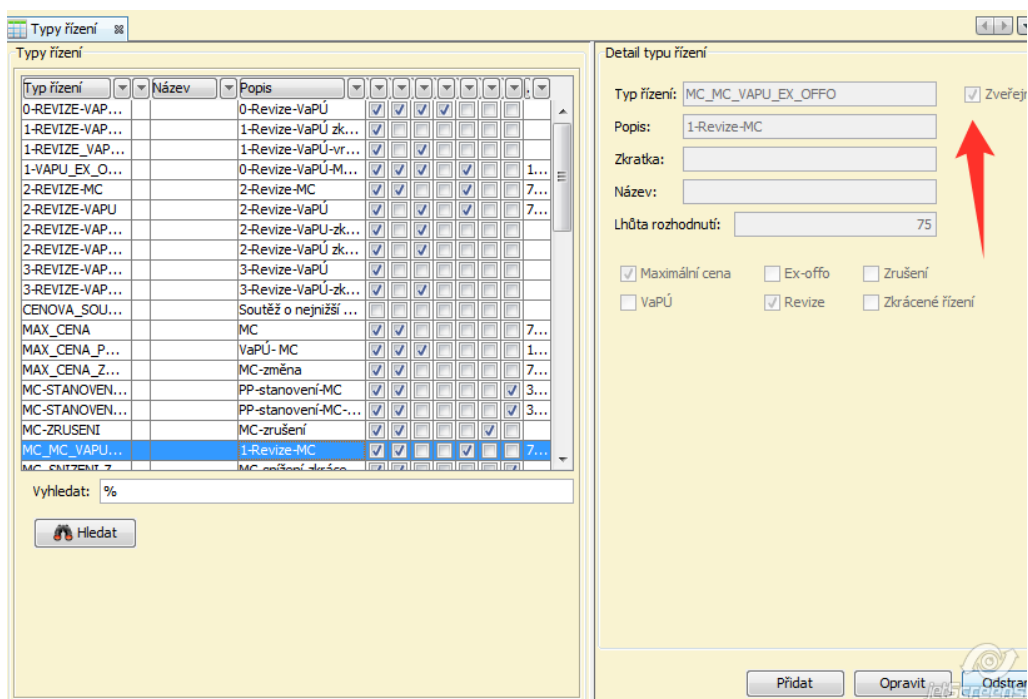 Typy řízení
Typy řízení
Typ řízení Název Popis
0-REVIZE-VAP... 0-Revize-VaPÚ
1-REVIZE-VAP... 1-Revize-VaPÚ zk...
1-REVIZE_VAP... 1-Revize-VaPÚ-vr...
1-VAPU_EX_O... 0-Revize-VaPÚ-M... 1...
2-REVIZE-MC 2-Revize-MC 7...
2-REVIZE-VAPU 2-Revize-VaPÚ 7...
2-REVIZE-VAP... 2-Revize-VaPU-zk...
2-REVIZE-VAP... 2-Revize-VaPÚ zk...
3-REVIZE-VAP... 3-Revize-VaPÚ
3-REVIZE-VAP... 3-Revize-VaPÚ-zk...
CENOVA_SOU... Soutěž o nejnižší ...
MAX_CENA MC 7...
MAX_CENA_P... VaPÚ- MC 1...
MAX_CENA_Z... MC-změna 7...
MC-STANOVEN... PP-stanovení-MC 3...
MC-STANOVEN... PP-stanovení-MC-... 3...
MC-ZRUSENI MC-zrušení
MC_MC_VAPU... 1-Revize-MC 7...
Vyhledat: %
Hledat
Detail typu řízení
Typ řízení: MC_MC_VAPU_EX_OFFO Zveřejn
Popis: 1-Revize-MC
Zkratka:
Název:
Lhůta rozhodnutí: 75
Maximální cena Ex-offo Zrušení
VaPÚ Revize Zkrácené řízení
Přidat Opravit Odstran
jetScreenshot